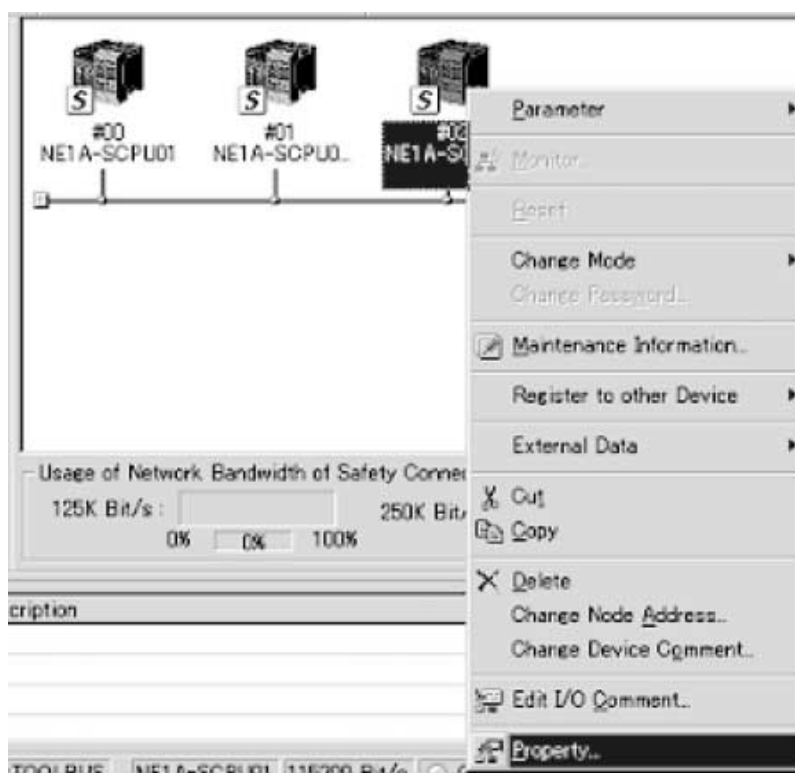 #00
NE1A-SCPU01
#01
NE1A-SCPU0...
#02
NE1A-SC
Parameter
Monitor...
Reset
Change Mode
Change Password...
Maintenance Information...
Register to other Device
External Data
Cut
Copy
Delete
Change Node Address...
Change Device Comment...
Edit I/O Comment...
Property...
Usage of Network Bandwidth of Safety Connec
125K Bit/s :
0% 0% 100%
250K Bit/
cription
TOOLBUS NE1A-SCPU01 115200 Bit/s